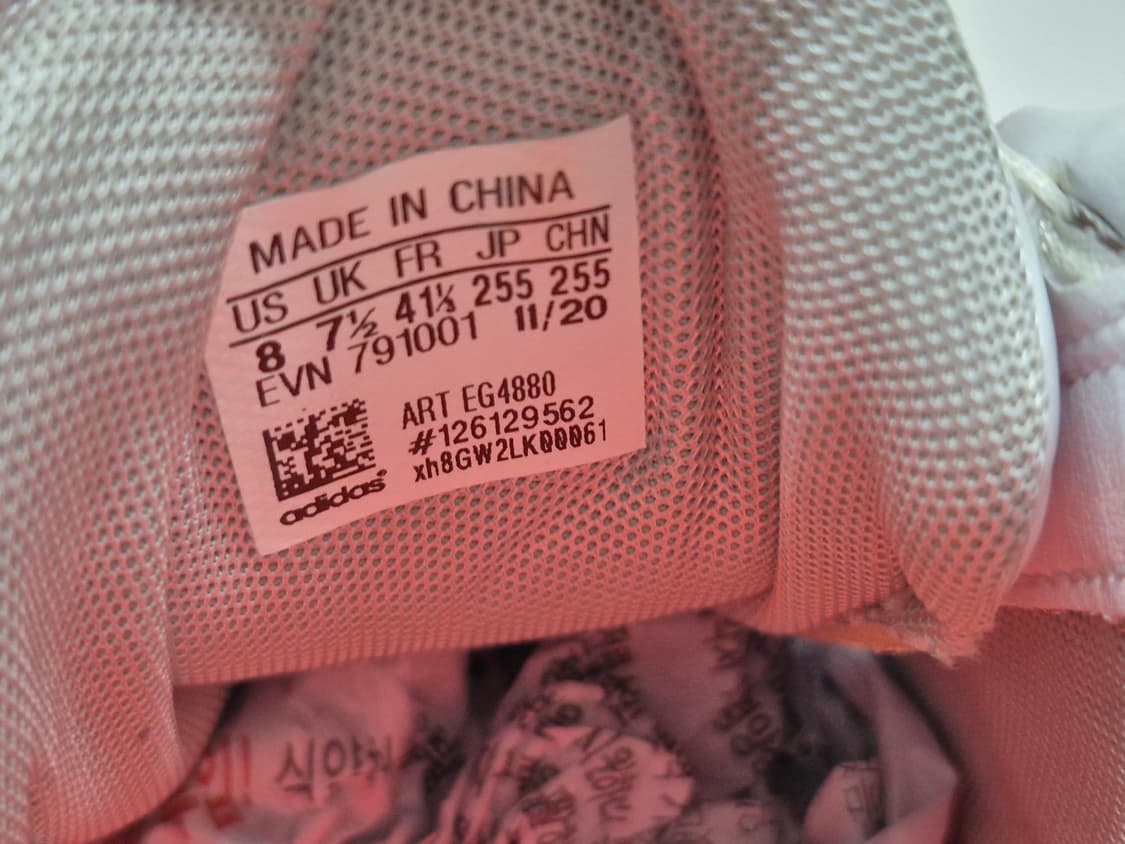 MADE IN CHINA
US UK FR JP CHN
8 7½ 41⅓ 255 255
EVN 791001 11/20
ART EG4880
#126129562
xh8GW2LK00061
adidas